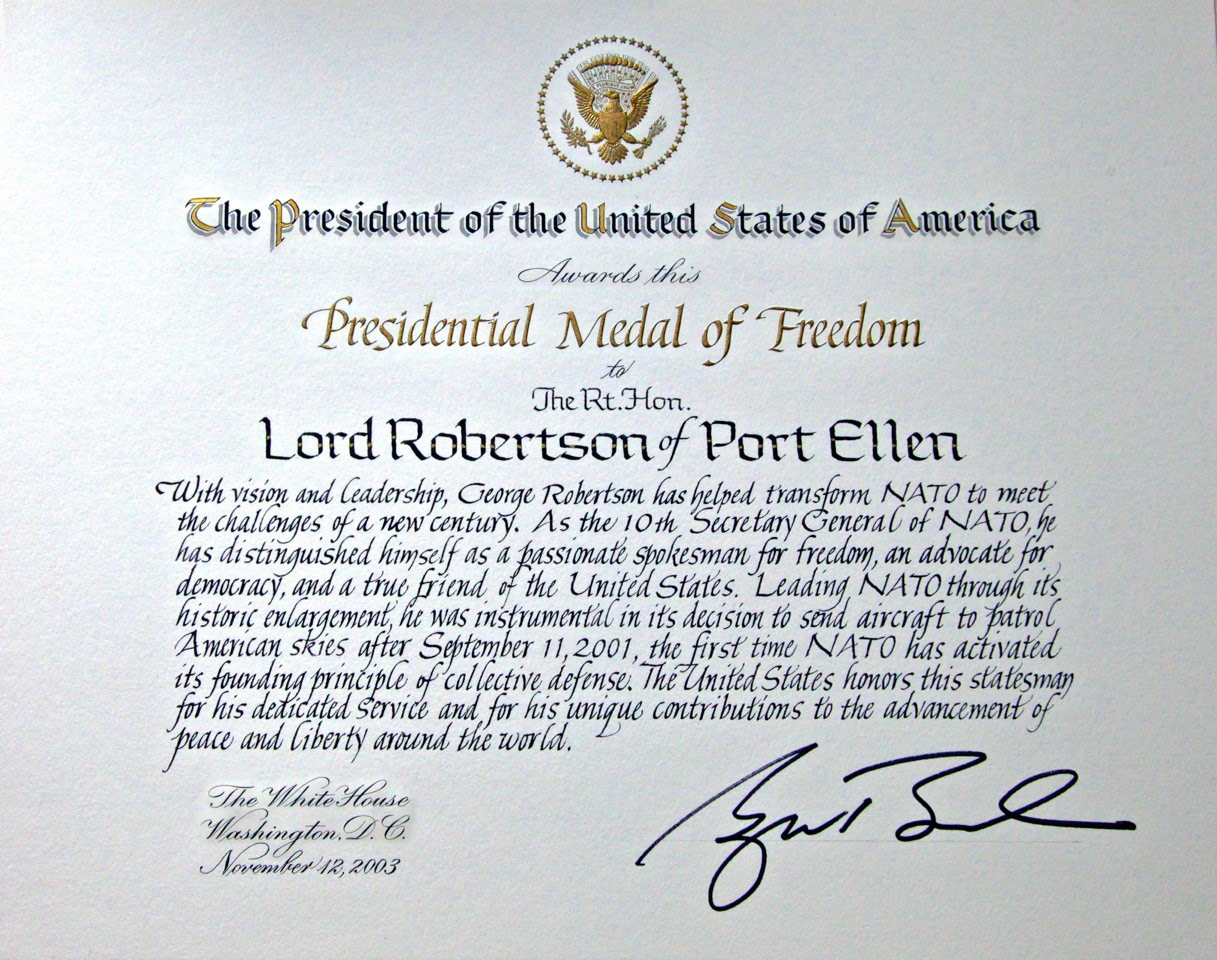 The President of the United States of America
Awards this
Presidential Medal of Freedom
to
The Rt. Hon.
Lord Robertson of Port Ellen
With vision and leadership, George Robertson has helped transform NATO to meet
the challenges of a new century. As the 10th Secretary General of NATO, he
has distinguished himself as a passionate spokesman for freedom, an advocate for
democracy, and a true friend of the United States. Leading NATO through its
historic enlargement, he was instrumental in its decision to send aircraft to patrol
American skies after September 11, 2001, the first time NATO has activated
its founding principle of collective defense. The United States honors this statesman
for his dedicated service and for his unique contributions to the advancement of
peace and liberty around the world.
The White House
Washington, D.C.
November 12, 2003